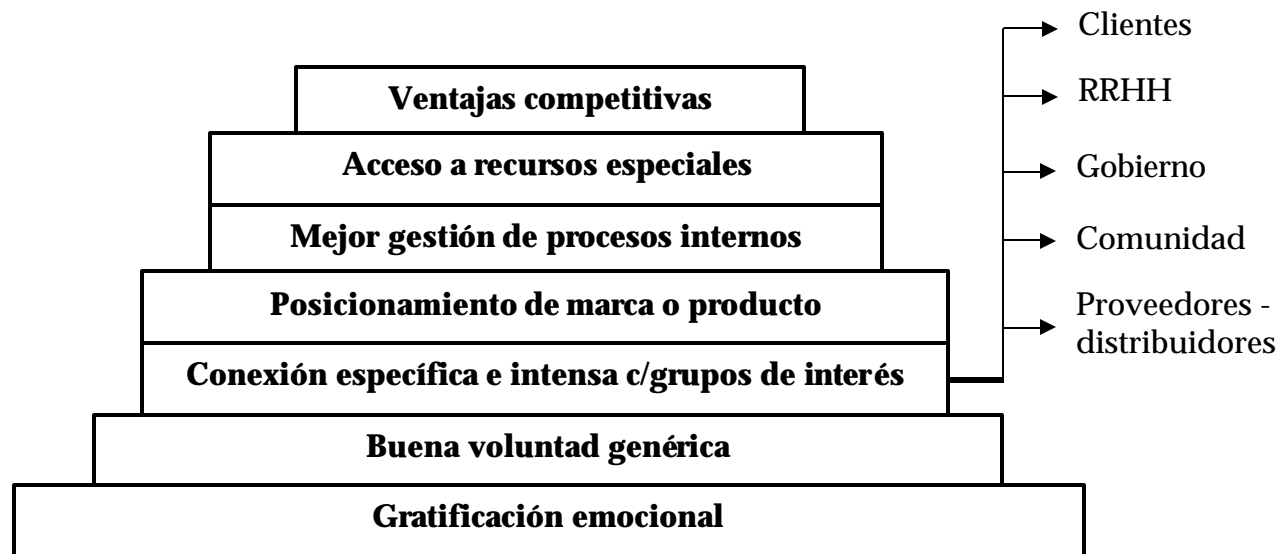 Ventajas competitivas
Acceso a recursos especiales
Mejor gestión de procesos internos
Posicionamiento de marca o producto
Conexión específica e intensa c/grupos de interés
Buena voluntad genérica
Gratificación emocional
Clientes
RRHH
Gobierno
Comunidad
Proveedores -
distribuidores